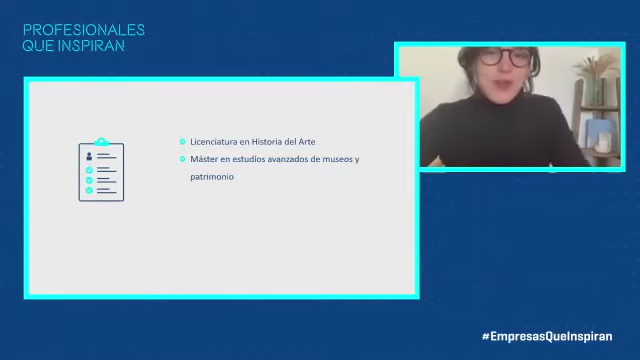 PROFESIONALES
QUE INSPIRAN
Licenciatura en Historia del Arte
Máster en estudios avanzados de museos y
patrimonio
#EmpresasQueInspiran